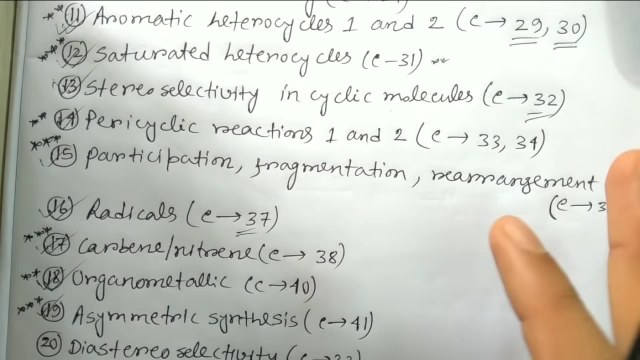 ** (11) Aromatic heterocycles 1 and 2 (c→ 29, 30)
*** (12) Saturated heterocycles (c-31) **
(13) Stereoselectivity in cyclic molecules (c→ 32)
** (14) Pericyclic reactions 1 and 2 (c→ 33, 34)
*** (15) Participation, fragmentation, rearrangement
(c→ 3
(16) Radicals (c→ 37)
*** (17) Carbene/nitrene (c→ 38)
** (18) Organometallic (c→40)
*** (19) Asymmetric synthesis (c→41)
(20) Diastereoselectivity (c→ 33